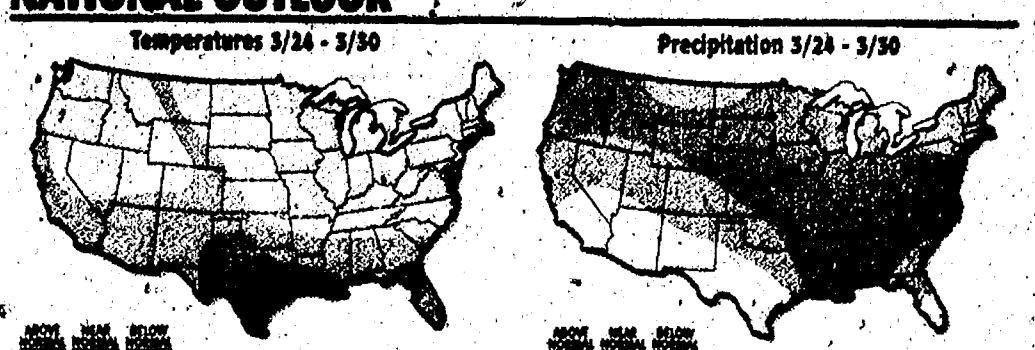 NATIONAL OUTLOOK
Temperatures 3/24 - 3/30
Precipitation 3/24 - 3/30
ABOVE NEAR BELOW
NORMAL NORMAL NORMAL
ABOVE NEAR BELOW
NORMAL NORMAL NORMAL